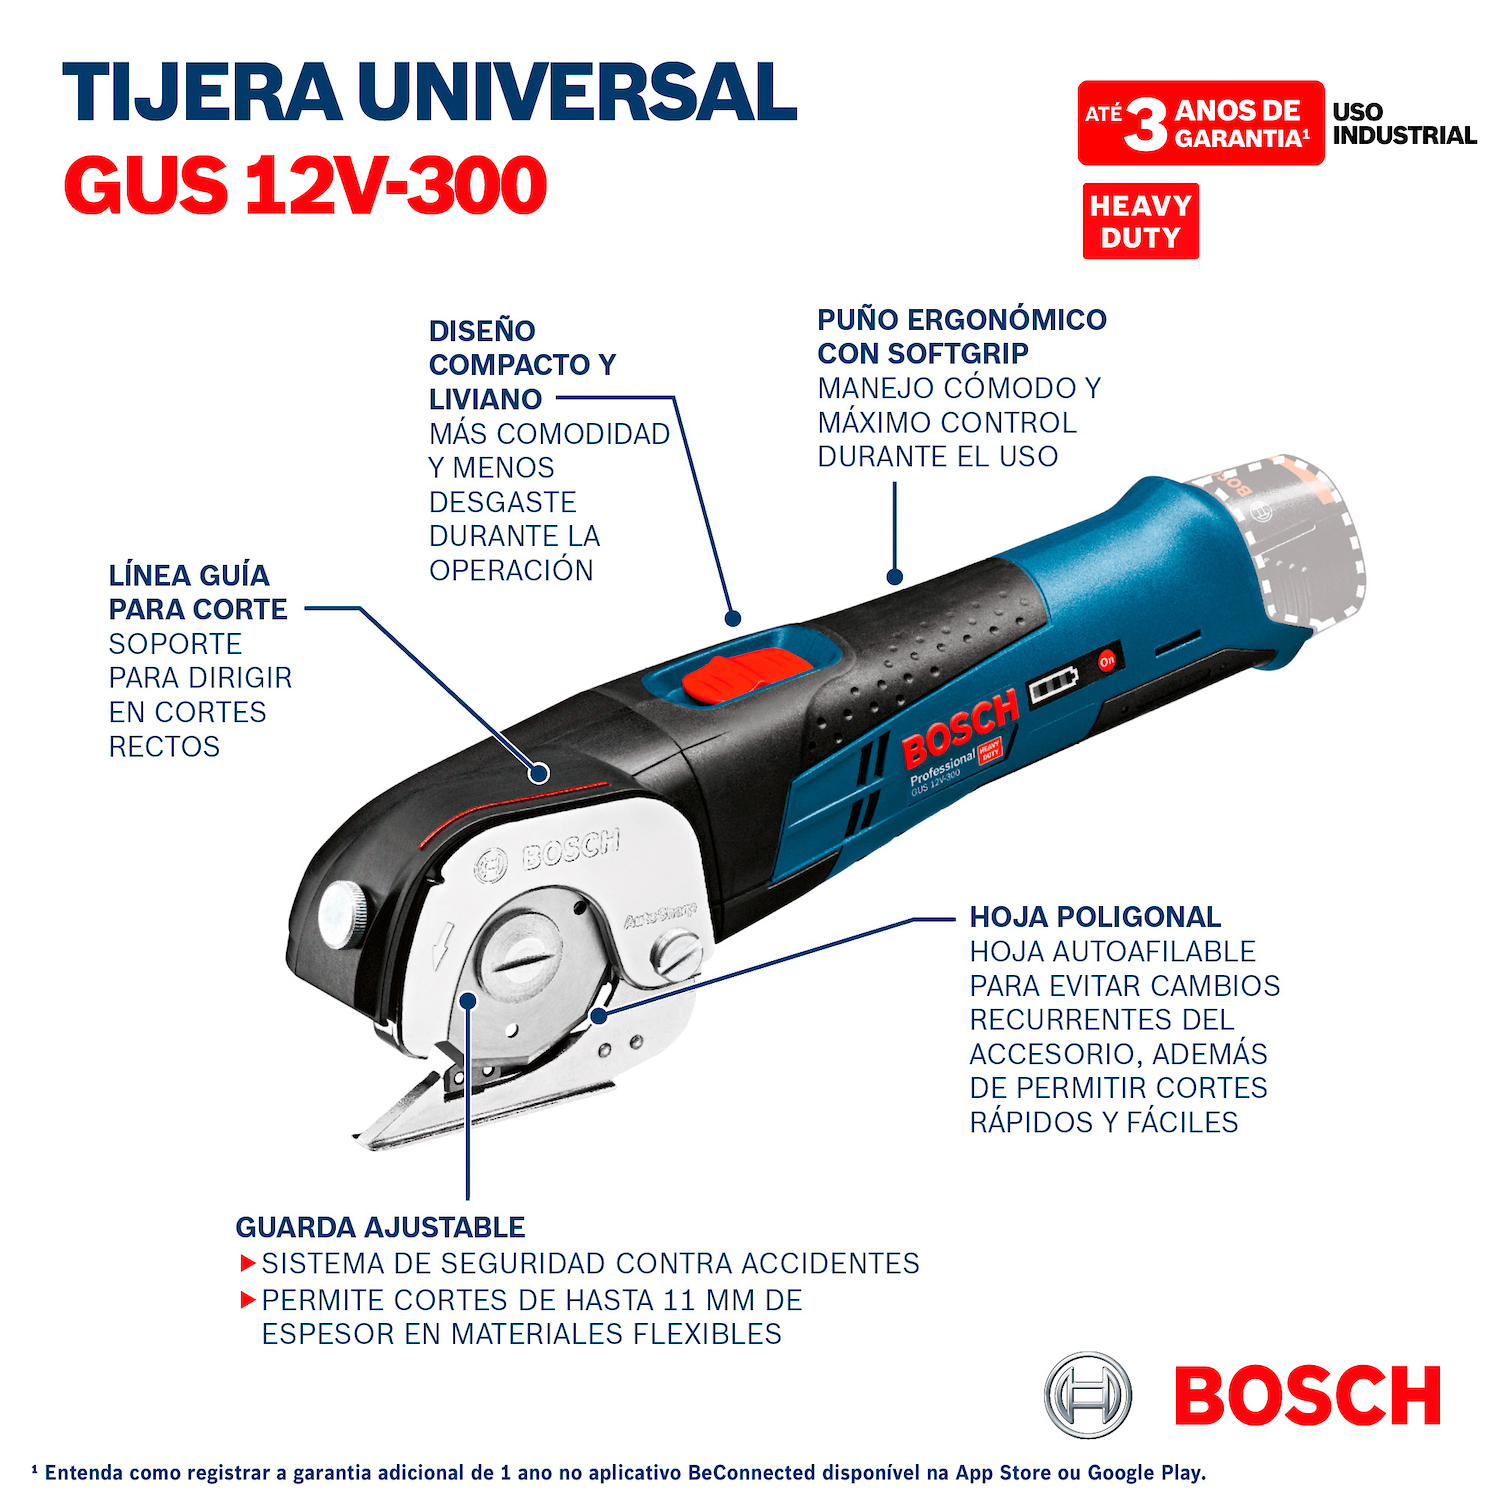 TIJERA UNIVERSAL
GUS 12V-300
ATÉ 3 ANOS DE
GARANTIA¹
USO
INDUSTRIAL
HEAVY
DUTY
DISEÑO
COMPACTO Y
LIVIANO
MÁS COMODIDAD
Y MENOS
DESGASTE
DURANTE LA
OPERACIÓN
PUÑO ERGONÓMICO
CON SOFTGRIP
MANEJO CÓMODO Y
MÁXIMO CONTROL
DURANTE EL USO
LÍNEA GUÍA
PARA CORTE
SOPORTE
PARA DIRIGIR
EN CORTES
RECTOS
BOSCH
On
BOSCH
Professional
HEAVY
DUTY
GUS 12V-300
BOSCH
AutoSharp
HOJA POLIGONAL
HOJA AUTOAFILABLE
PARA EVITAR CAMBIOS
RECURRENTES DEL
ACCESORIO, ADEMÁS
DE PERMITIR CORTES
RÁPIDOS Y FÁCILES
GUARDA AJUSTABLE
SISTEMA DE SEGURIDAD CONTRA ACCIDENTES
PERMITE CORTES DE HASTA 11 MM DE
ESPESOR EN MATERIALES FLEXIBLES
BOSCH
¹ Entenda como registrar a garantia adicional de 1 ano no aplicativo BeConnected disponível na App Store ou Google Play.